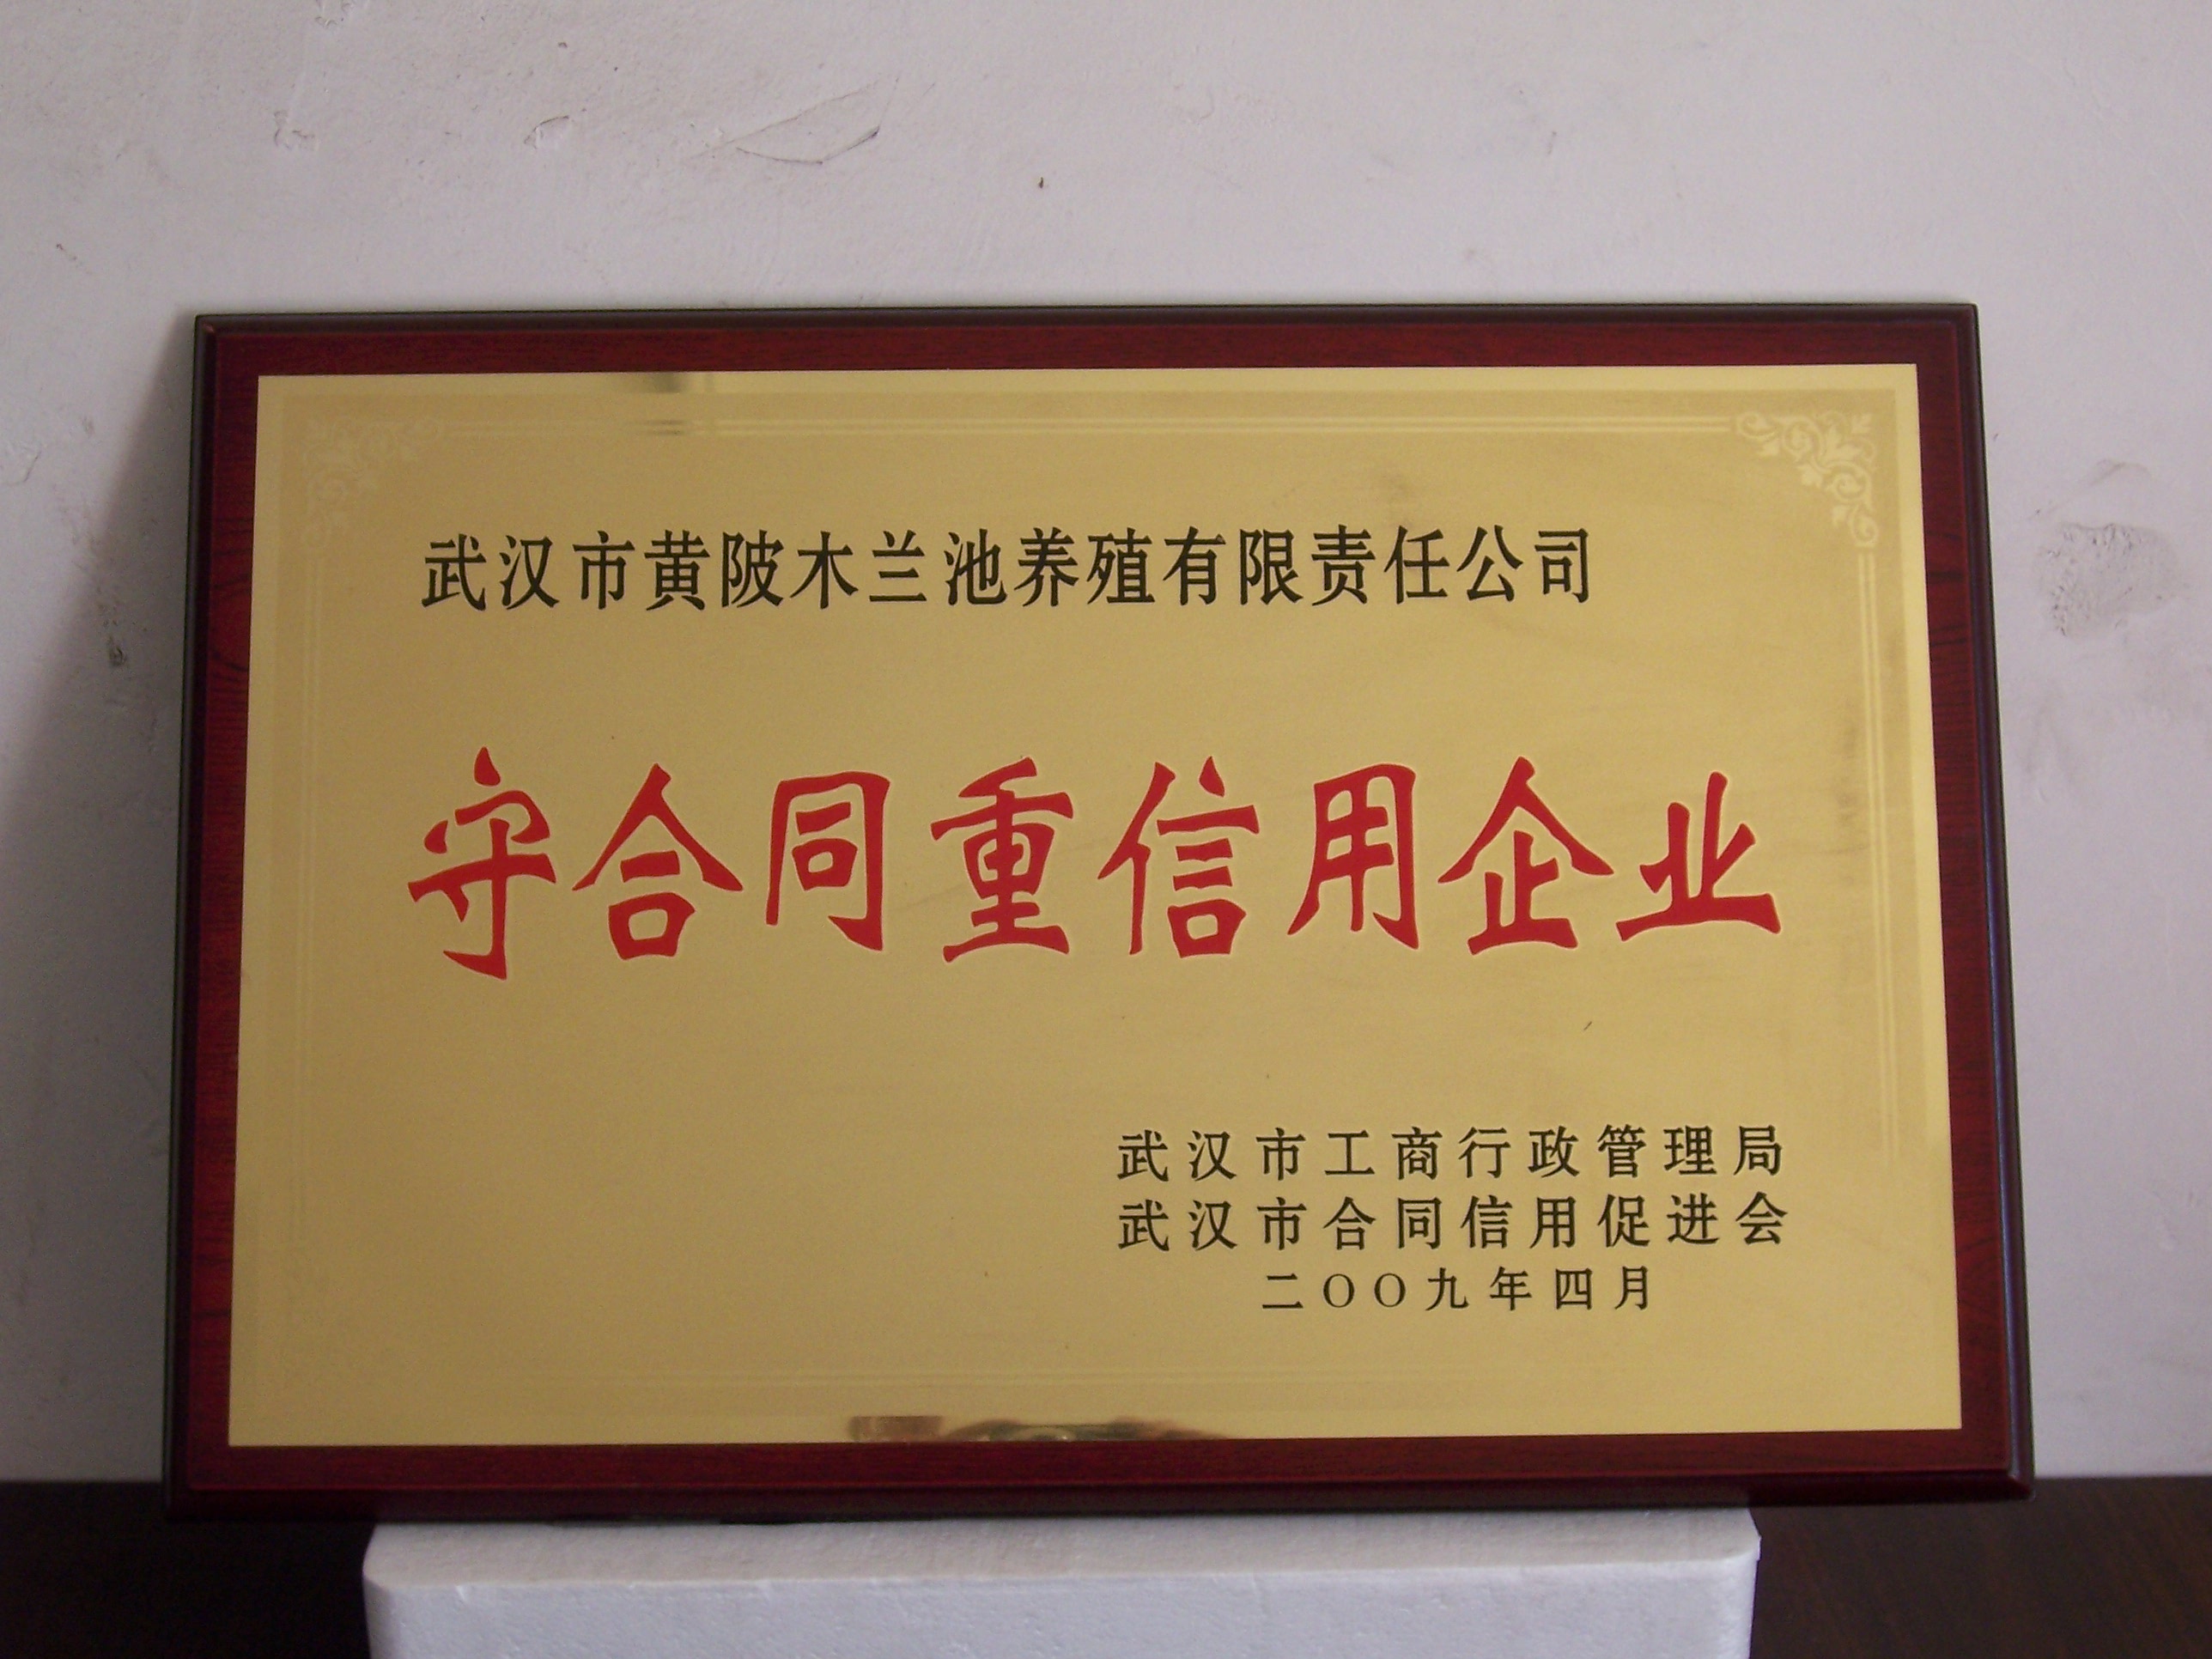 武汉市黄陂木兰池养殖有限责任公司
守合同重信用企业
武汉市工商行政管理局
武汉市合同信用促进会
二〇〇九年四月